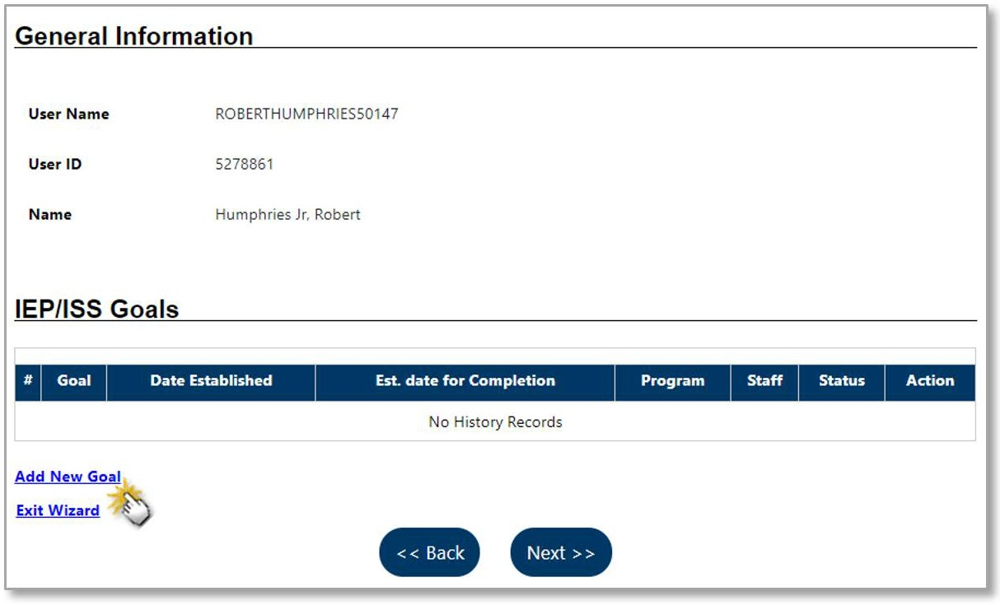 General Information
User Name ROBERTHUMPHRIES50147
User ID 5278861
Name Humphries Jr, Robert
IEP/ISS Goals
# Goal Date Established Est. date for Completion Program Staff Status Action
No History Records
Add New Goal
Exit Wizard
<< Back Next >>